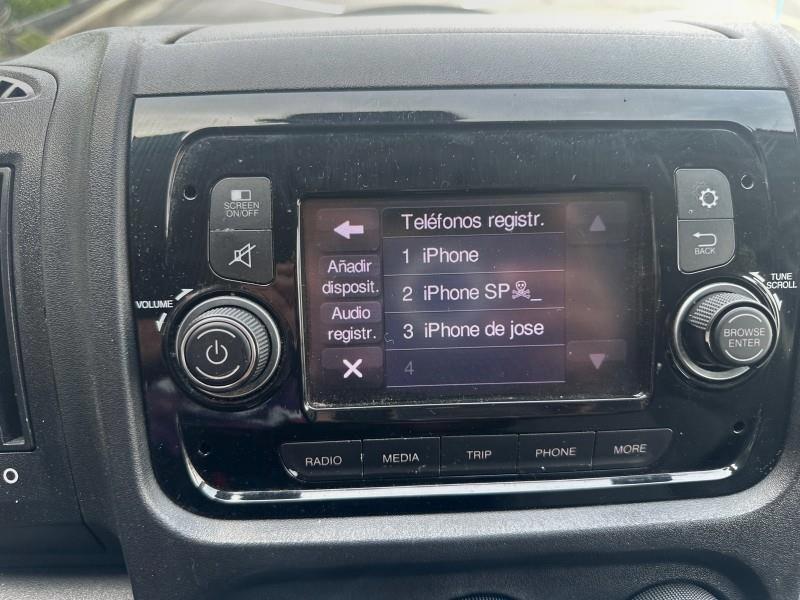 SCREEN
ON/OFF
VOLUME
Teléfonos registr.
Añadir
disposit.
Audio
registr.
1 iPhone
2 iPhone SP☠_
3 iPhone de jose
4
BACK
TUNE
SCROLL
BROWSE
ENTER
RADIO
MEDIA
TRIP
PHONE
MORE